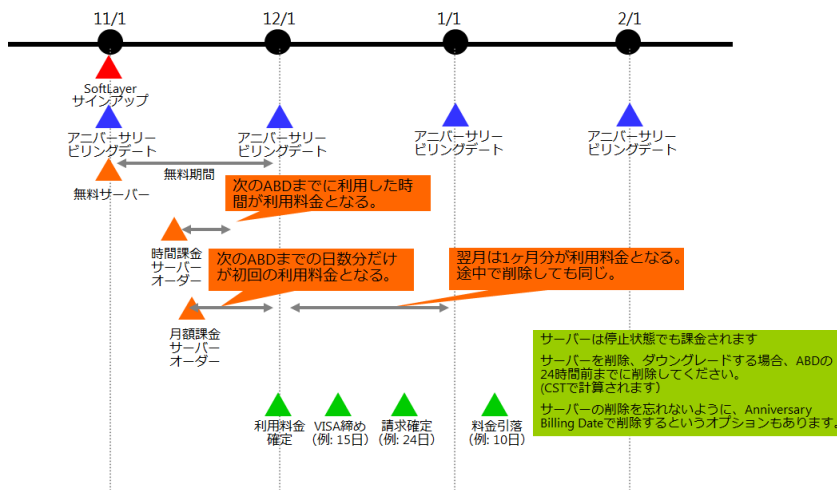 11/1
12/1
1/1
2/1
SoftLayer
サインアップ
アニバーサリー
ビリングデート
アニバーサリー
ビリングデート
アニバーサリー
ビリングデート
アニバーサリー
ビリングデート
無料期間
無料サーバー
次のABDまでに利用した時
間が利用料金となる。
時間課金
サーバー
オーダー
次のABDまでの日数分だけ
が初回の利用料金となる。
翌月は1ヶ月分が利用料金となる。
途中で削除しても同じ。
月額課金
サーバー
オーダー
サーバーは停止状態でも課金されます
サーバーを削除、ダウングレードする場合、ABDの
24時間前までに削除してください。
(CSTで計算されます）
サーバーの削除を忘れないように、Anniversary
Billing Dateで削除するというオプションもあります。
利用料金
確定
VISA締め
（例: 15日）
請求確定
（例: 24日）
料金引落
（例: 10日）